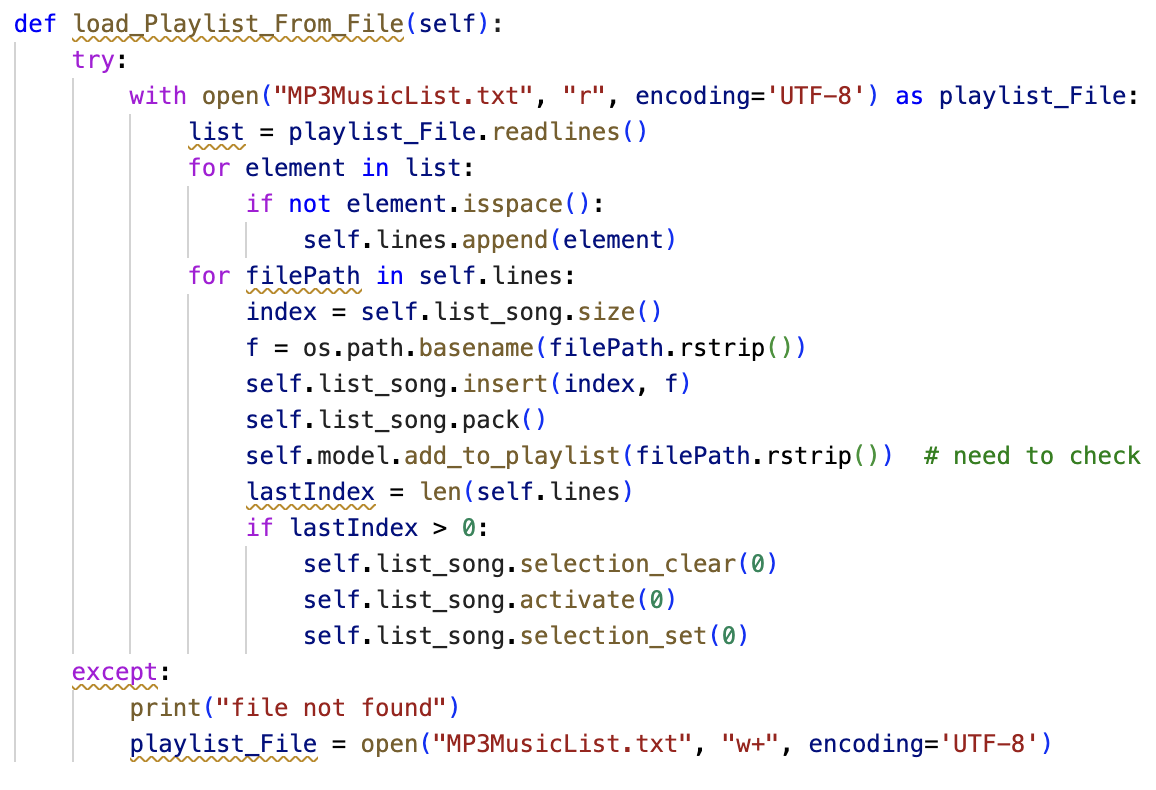 def load_Playlist_From_File(self):
    try:
        with open("MP3MusicList.txt", "r", encoding='UTF-8') as playlist_File:
            list = playlist_File.readlines()
            for element in list:
                if not element.isspace():
                    self.lines.append(element)
            for filePath in self.lines:
                index = self.list_song.size()
                f = os.path.basename(filePath.rstrip())
                self.list_song.insert(index, f)
                self.list_song.pack()
                self.model.add_to_playlist(filePath.rstrip())  # need to check
                lastIndex = len(self.lines)
                if lastIndex > 0:
                    self.list_song.selection_clear(0)
                    self.list_song.activate(0)
                    self.list_song.selection_set(0)
    except:
        print("file not found")
        playlist_File = open("MP3MusicList.txt", "w+", encoding='UTF-8')